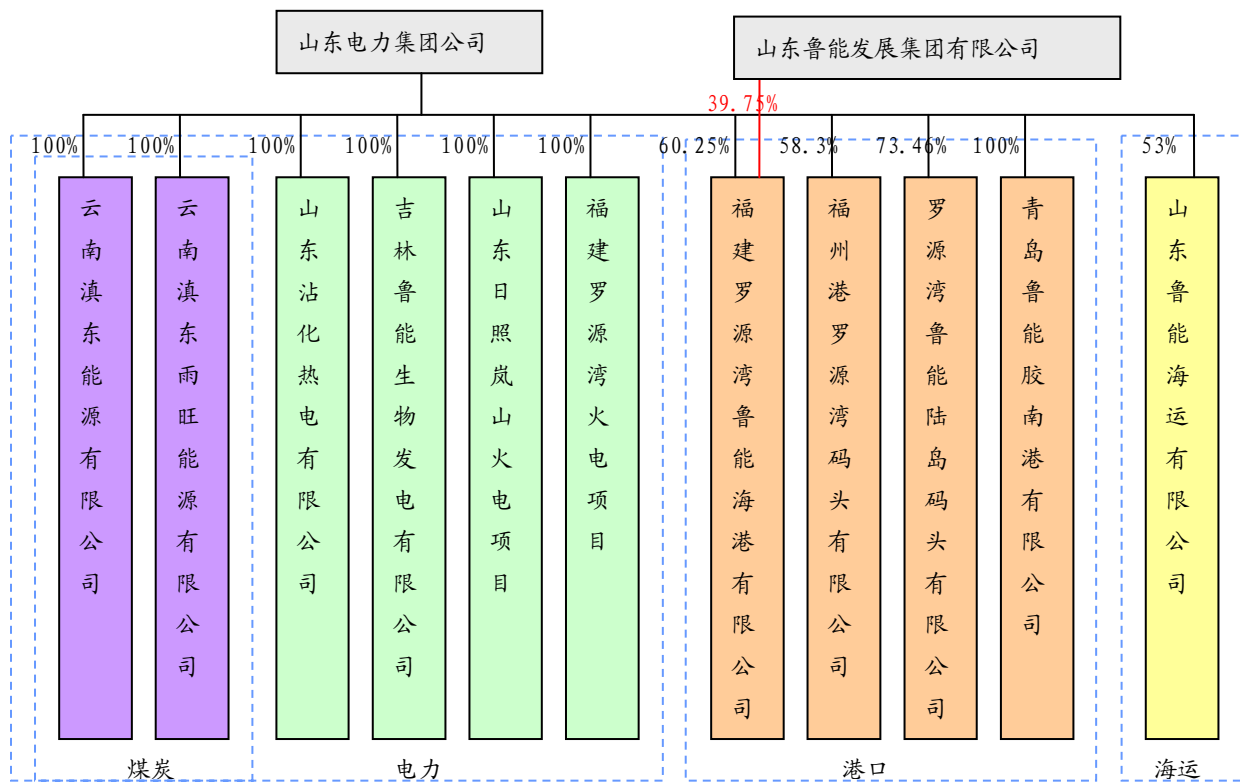 山东电力集团公司
山东鲁能发展集团有限公司
39.75%
100%
100%
100%
100%
100%
100%
60.25%
58.3%
73.46%
100%
53%
云南滇东能源有限公司
云南滇东雨旺能源有限公司
山东沾化热电有限公司
吉林鲁能生物发电有限公司
山东日照岚山火电项目
福建罗源湾火电项目
福建罗源湾鲁能海港有限公司
福州港罗源湾码头有限公司
罗源湾鲁能陆岛码头有限公司
青岛鲁能胶南港有限公司
山东鲁能海运有限公司
煤炭
电力
港口
海运